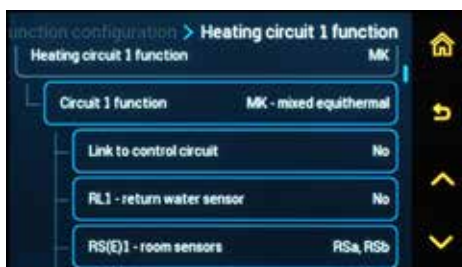 unction configuration > Heating circuit 1 function
Heating circuit 1 function MK
Circuit 1 function MK - mixed equithermal
Link to control circuit No
RL1 - return water sensor No
RS(E)1 - room sensors RSa, RSb